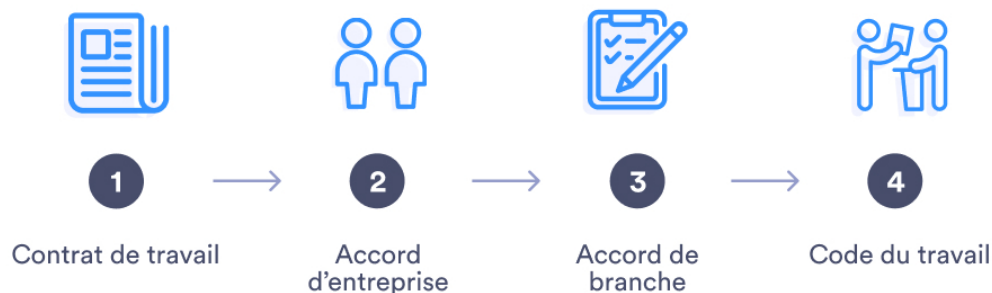 1
2
3
4
Contrat de travail
Accord
d’entreprise
Accord de
branche
Code du travail